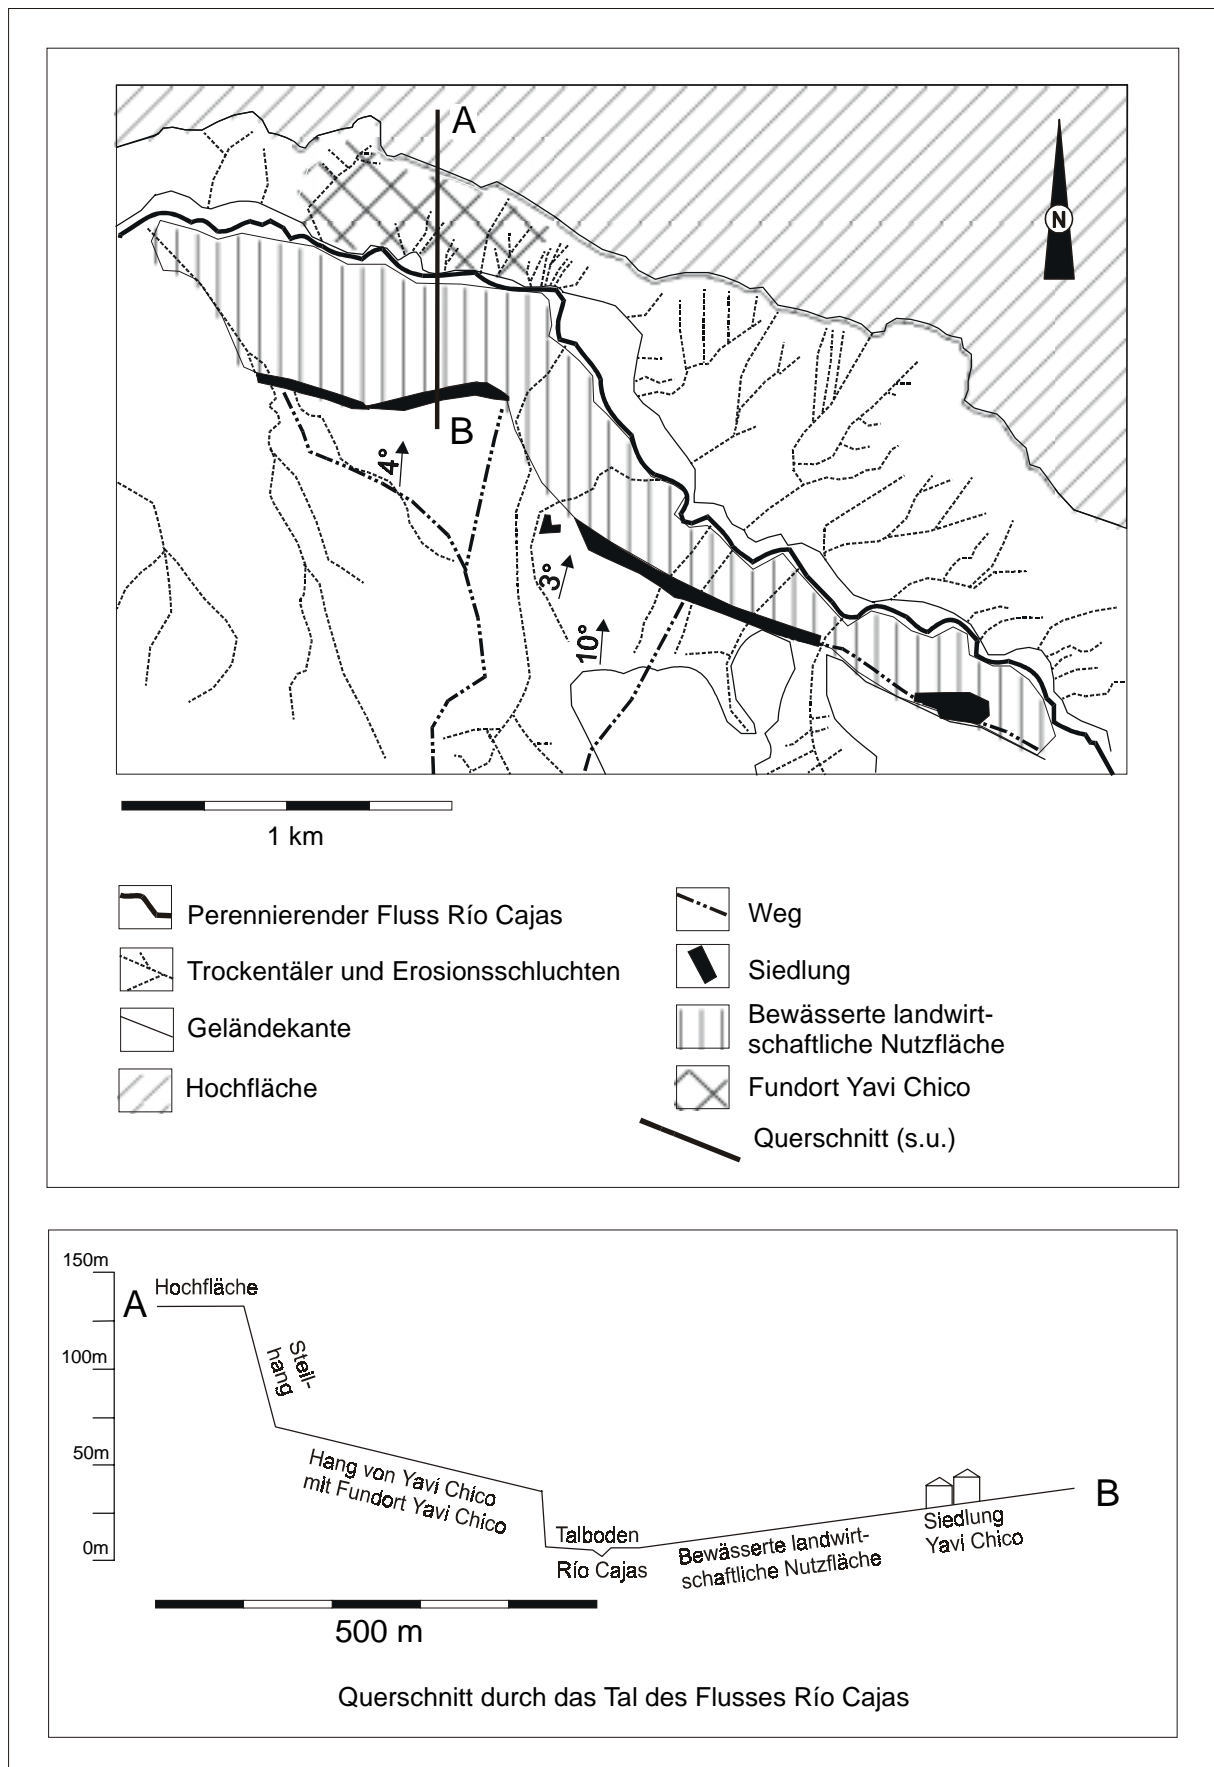 A
N
B
4°
3°
10°
1 km
Perennierender Fluss Río Cajas
Trockentäler und Erosionsschluchten
Geländekante
Hochfläche
Weg
Siedlung
Bewässerte landwirt-
schaftliche Nutzfläche
Fundort Yavi Chico
Querschnitt (s.u.)
150m
100m
50m
0m
A
Hochfläche
Steil-
hang
Hang von Yavi Chico
mit Fundort Yavi Chico
Talboden
Río Cajas
Bewässerte landwirt-
schaftliche Nutzfläche
Siedlung
Yavi Chico
B
500 m
Querschnitt durch das Tal des Flusses Río Cajas